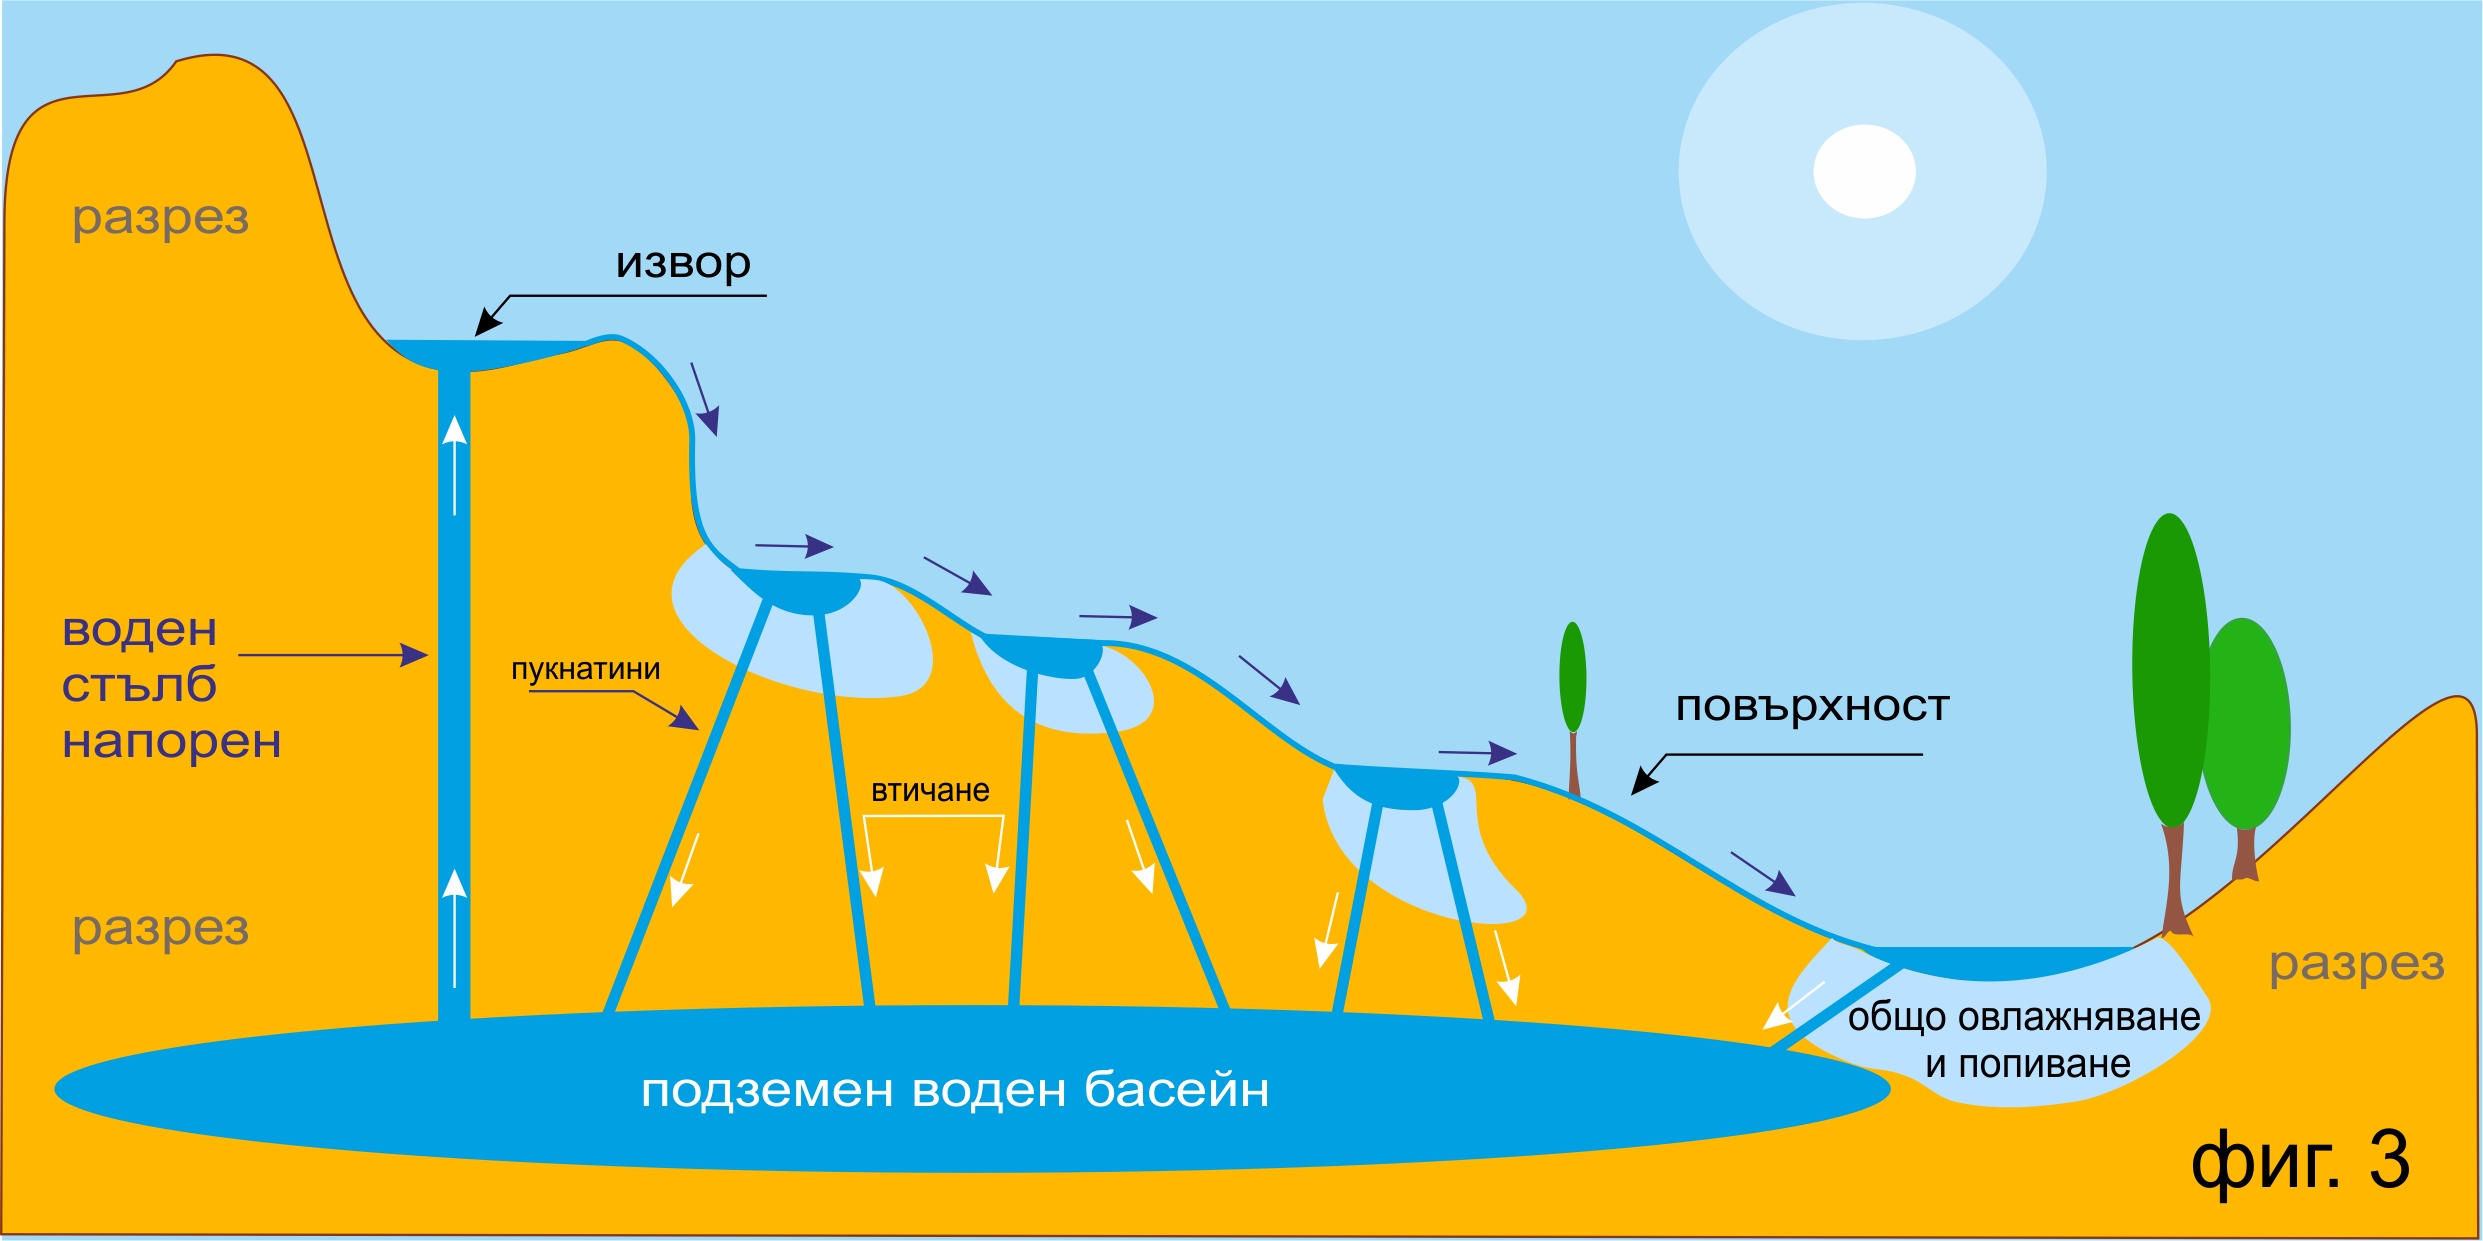 разрез
извор
воден
стълб
напорен
пукнатини
втичане
повърхност
разрез
разрез
общо овлажняване
и попиване
подземен воден басейн
фиг. 3